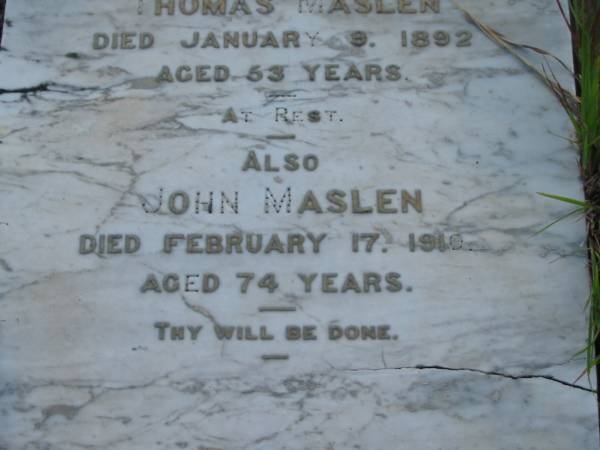 THOMAS MASLEN
DIED JANUARY 9. 1892
AGED 53 YEARS.
AT REST.
ALSO
JOHN MASLEN
DIED FEBRUARY 17. 
AGED 74 YEARS.
THY WILL BE DONE.